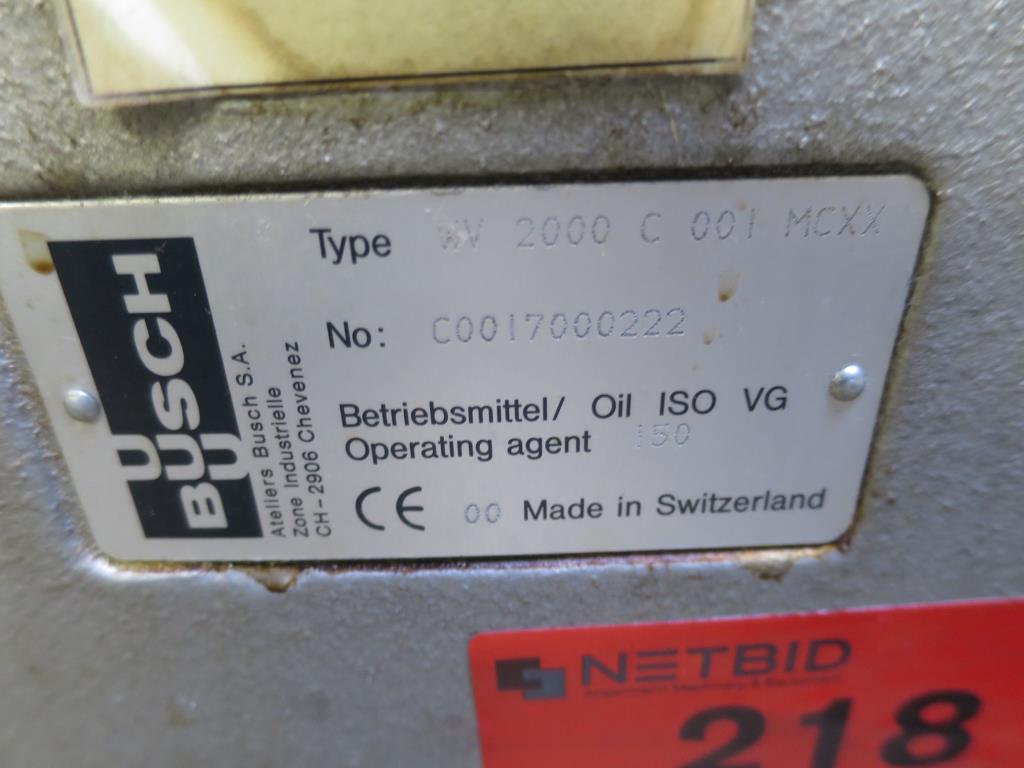 Type WV 2000 C 001 MCXX
No: C0017000222
Betriebsmittel/ Oil ISO VG
Operating agent 150
CE 00 Made in Switzerland
BUSCH
Ateliers Busch S.A.
Zone Industrielle
CH-2906 Chevenez
NETBID
218